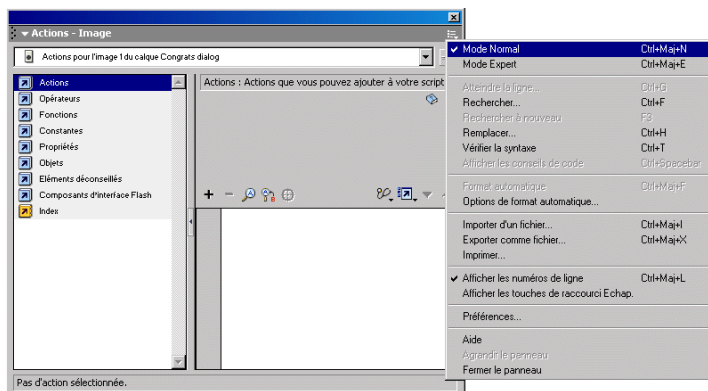 Actions - Image
Actions pour l'image 1 du calque Congrats dialog
Actions
Opérateurs
Fonctions
Constantes
Propriétés
Objets
Eléments déconseillés
Composants d'interface Flash
Index
Actions : Actions que vous pouvez ajouter à votre script
Pas d'action sélectionnée.
Mode Normal Ctrl+Maj+N
Mode Expert Ctrl+Maj+E
Atteindre la ligne... Ctrl+G
Rechercher... Ctrl+F
Rechercher à nouveau F3
Remplacer... Ctrl+H
Vérifier la syntaxe Ctrl+T
Afficher les conseils de code Ctrl+Spacebar
Format automatique Ctrl+Maj+F
Options de format automatique...
Importer d'un fichier... Ctrl+Maj+I
Exporter comme fichier... Ctrl+Maj+X
Imprimer...
Afficher les numéros de ligne Ctrl+Maj+L
Afficher les touches de raccourci Echap.
Préférences...
Aide
Agrandir le panneau
Fermer le panneau